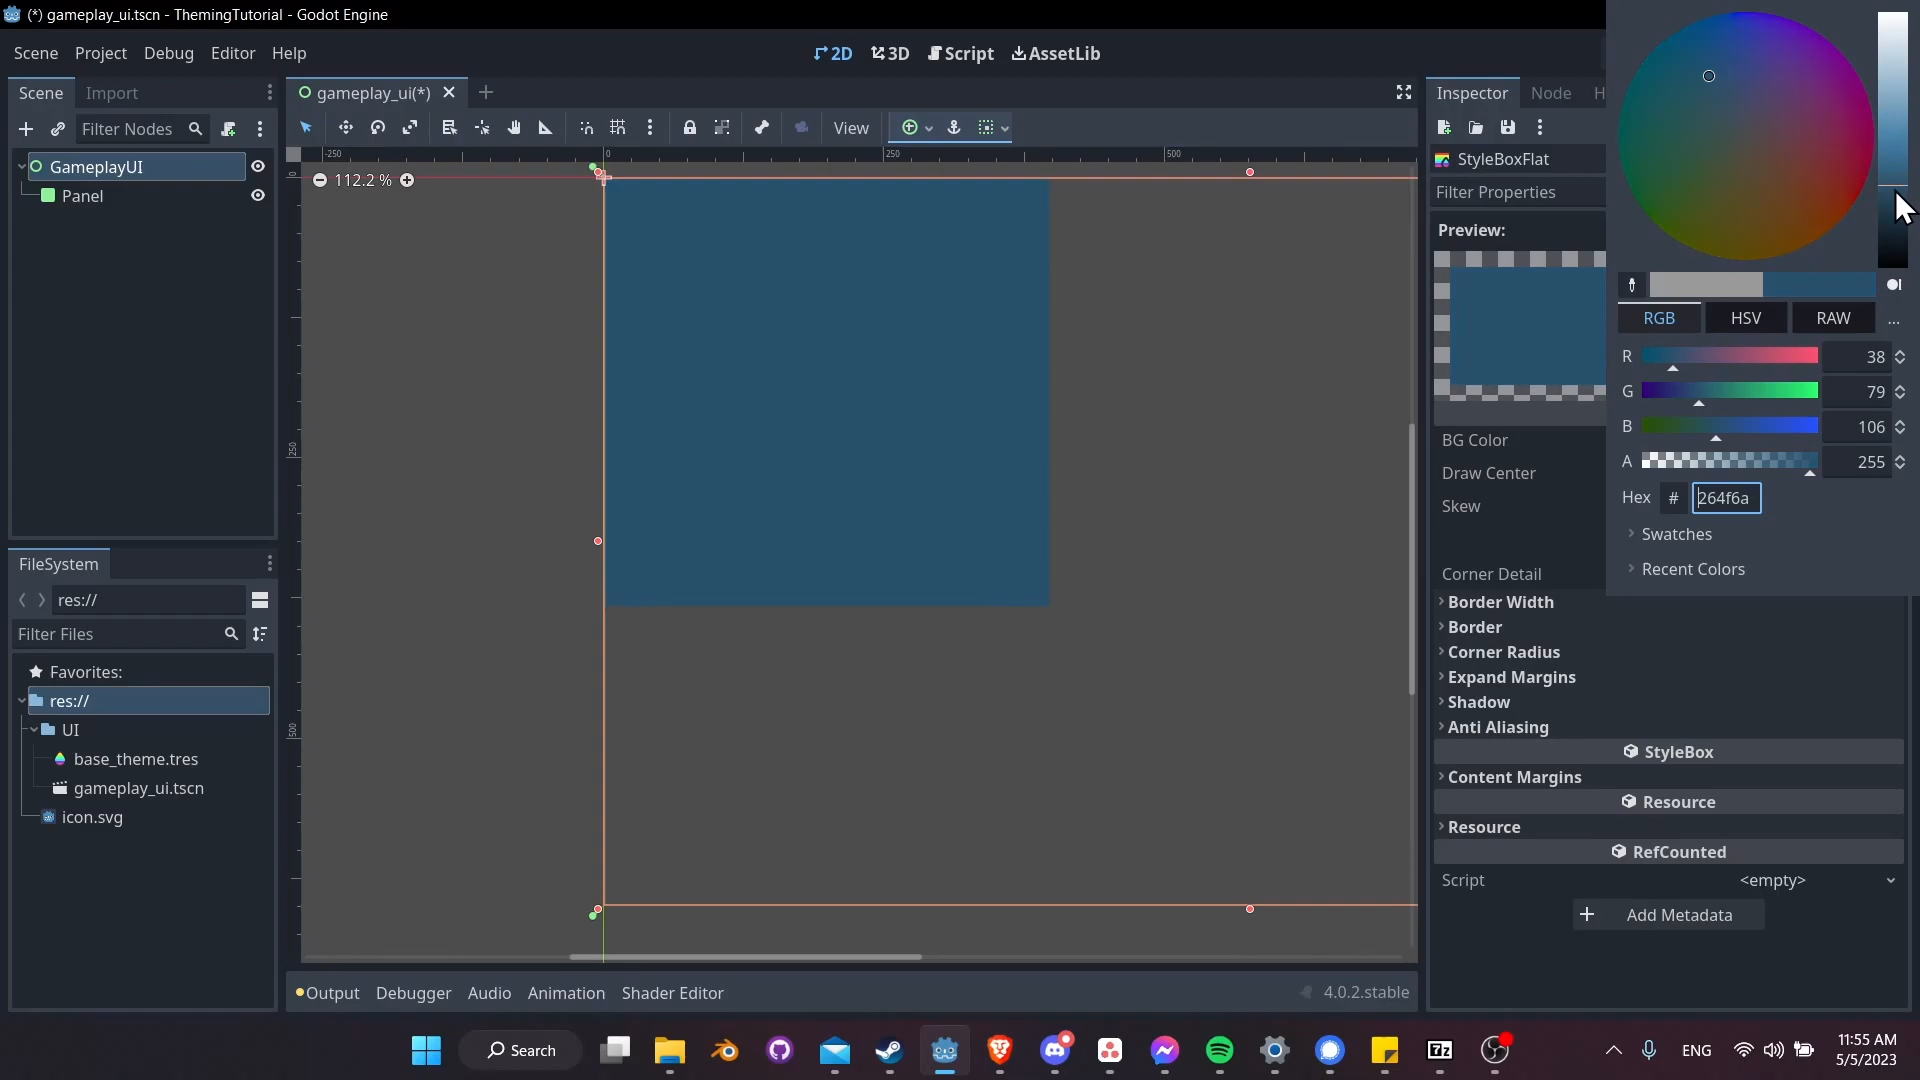 (*) gameplay_ui.tscn - ThemingTutorial - Godot Engine
Scene Project Debug Editor Help
2D 3D Script AssetLib
Scene Import
Filter Nodes
GameplayUI
Panel
FileSystem
res://
Filter Files
Favorites:
res://
UI
base_theme.tres
gameplay_ui.tscn
icon.svg
gameplay_ui(*)
View
-250 0 250 500
0
250
500
112.2 %
Output Debugger Audio Animation Shader Editor
4.0.2.stable
Inspector Node H
StyleBoxFlat
Filter Properties
Preview:
BG Color
Draw Center
Skew
Corner Detail
Border Width
Border
Corner Radius
Expand Margins
Shadow
Anti Aliasing
StyleBox
Content Margins
Resource
Resource
RefCounted
Script <empty>
Add Metadata
RGB HSV RAW ...
R 38
G 79
B 106
A 255
Hex # 264f6a
Swatches
Recent Colors
Search
7z
ENG
11:55 AM
5/5/2023